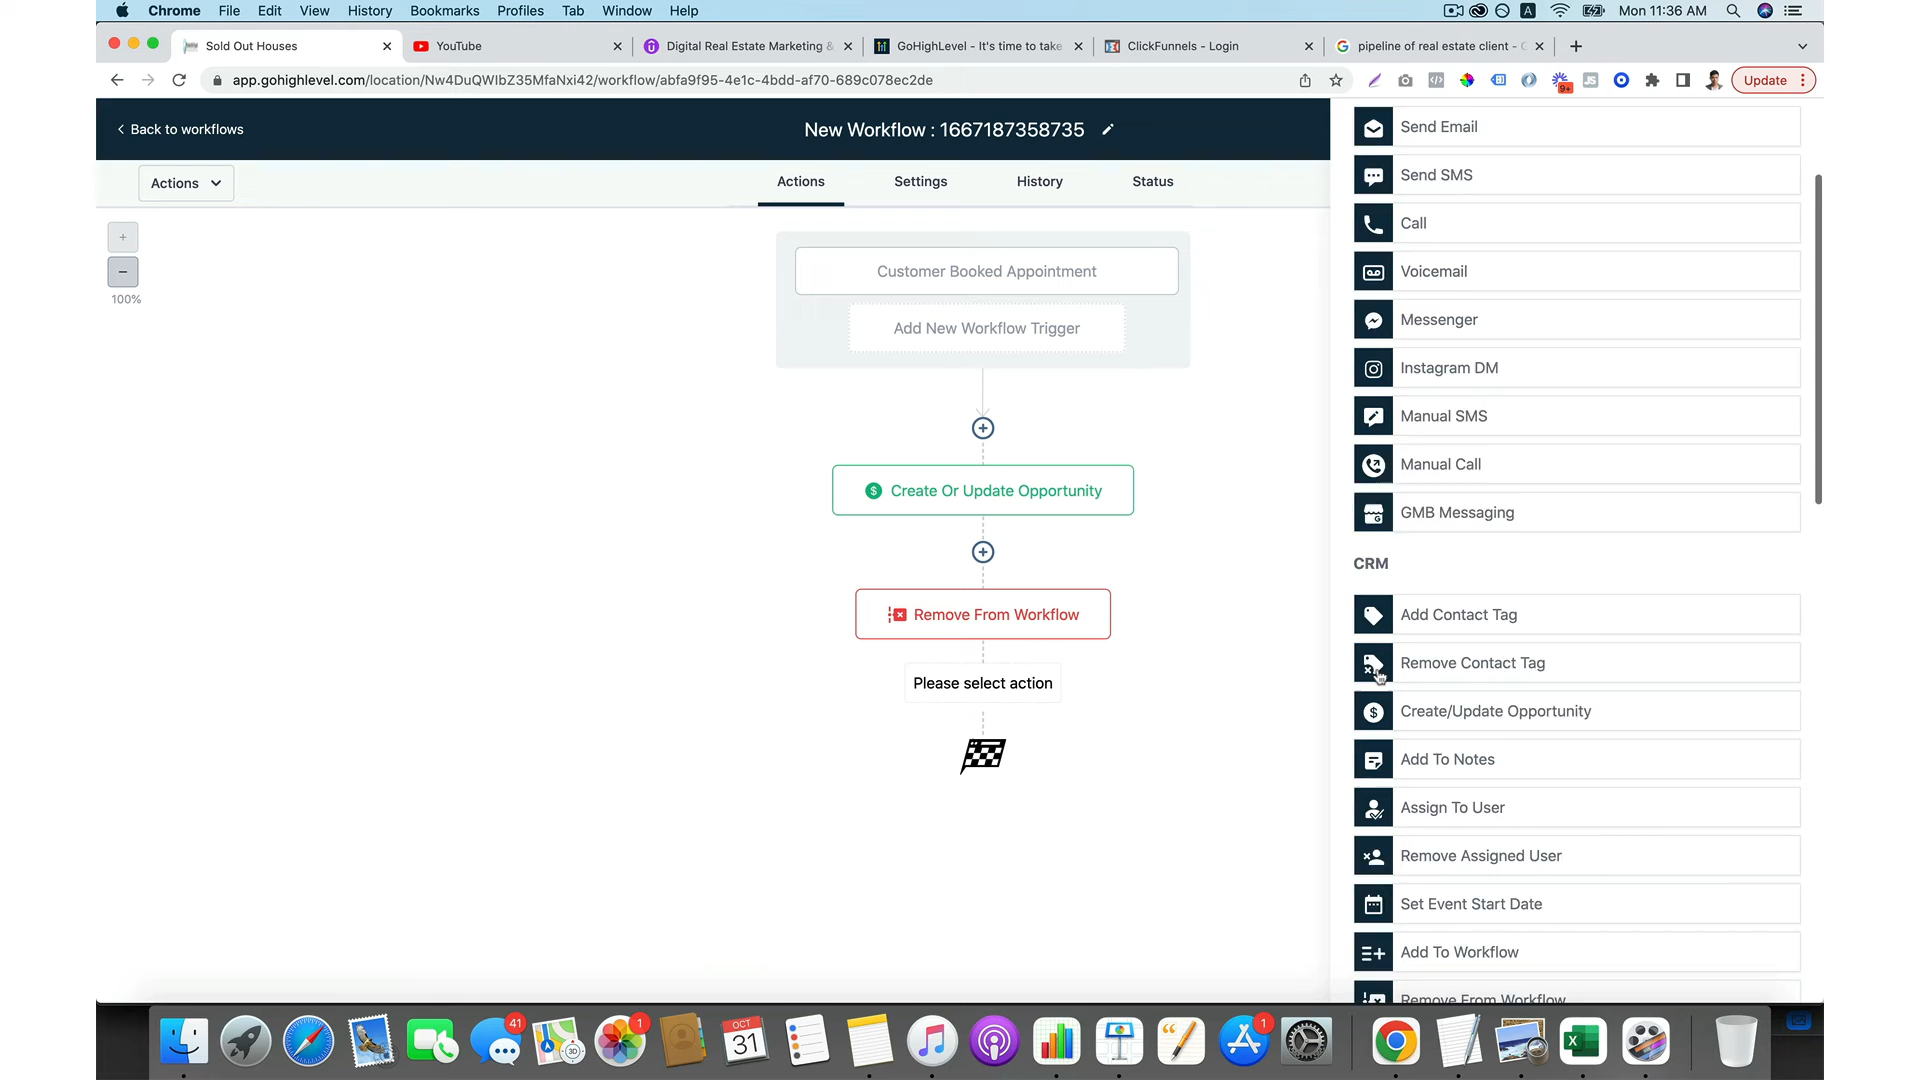 Chrome File Edit View History Bookmarks Profiles Tab Window Help A Mon 11:36 AM
Sold Out Houses YouTube Digital Real Estate Marketing & GoHighLevel - It's time to take ClickFunnels - Login pipeline of real estate client -
app.gohighlevel.com/location/Nw4DuQWIbZ35MfaNxi42/workflow/abfa9f95-4e1c-4bdd-af70-689c078ec2de 9+ JS Update
Back to workflows New Workflow : 1667187358735
Actions Actions Settings History Status
100%
Customer Booked Appointment
Add New Workflow Trigger
Create Or Update Opportunity
Remove From Workflow
Please select action
Send Email
Send SMS
Call
Voicemail
Messenger
Instagram DM
Manual SMS
Manual Call
GMB Messaging
CRM
Add Contact Tag
Remove Contact Tag
Create/Update Opportunity
Add To Notes
Assign To User
Remove Assigned User
Set Event Start Date
Add To Workflow
Remove From Workflow
41 3D 1 OCT 31 1